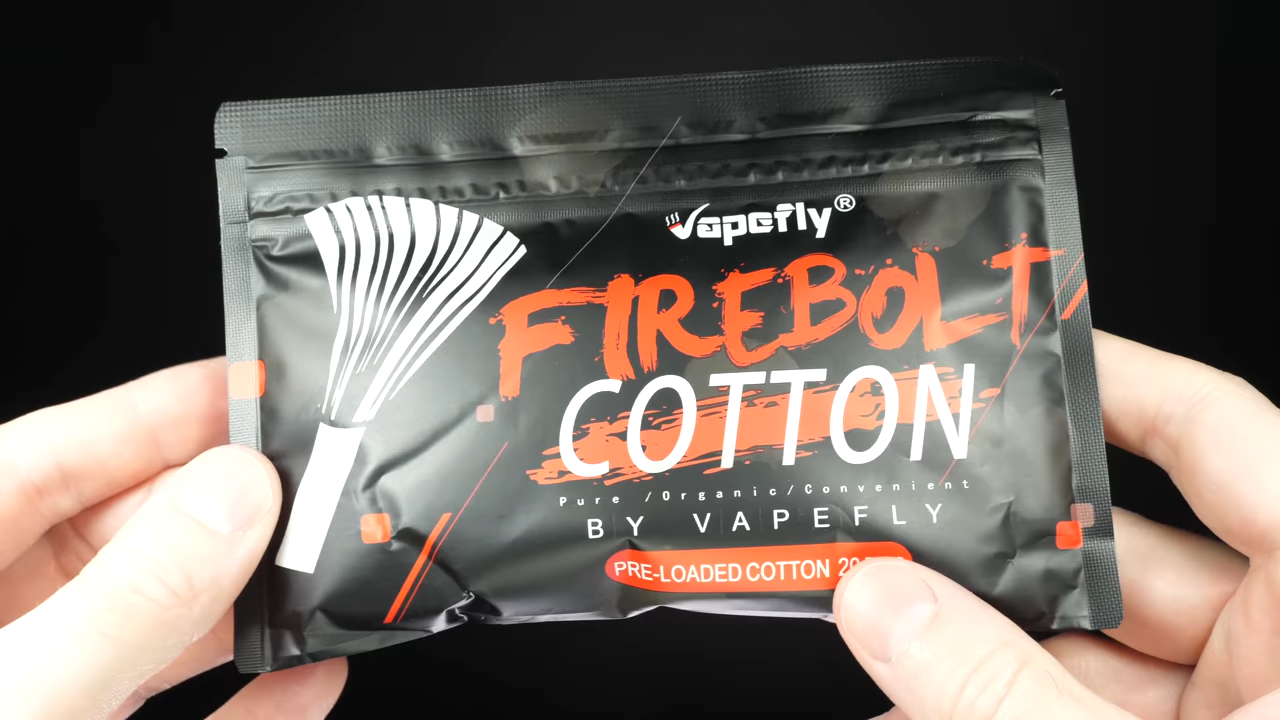 Vapefly®
FIREBOLT
COTTON
Pure /Organic/Convenient
BY VAPEFLY
PRE-LOADED COTTON